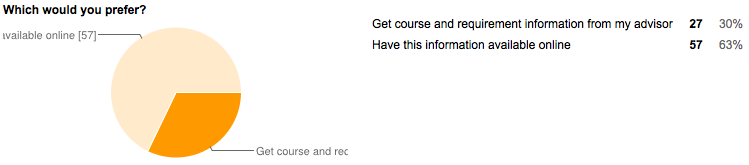 Which would you prefer?
available online [57]
Get course and rec
Get course and requirement information from my advisor 27 30%
Have this information available online 57 63%